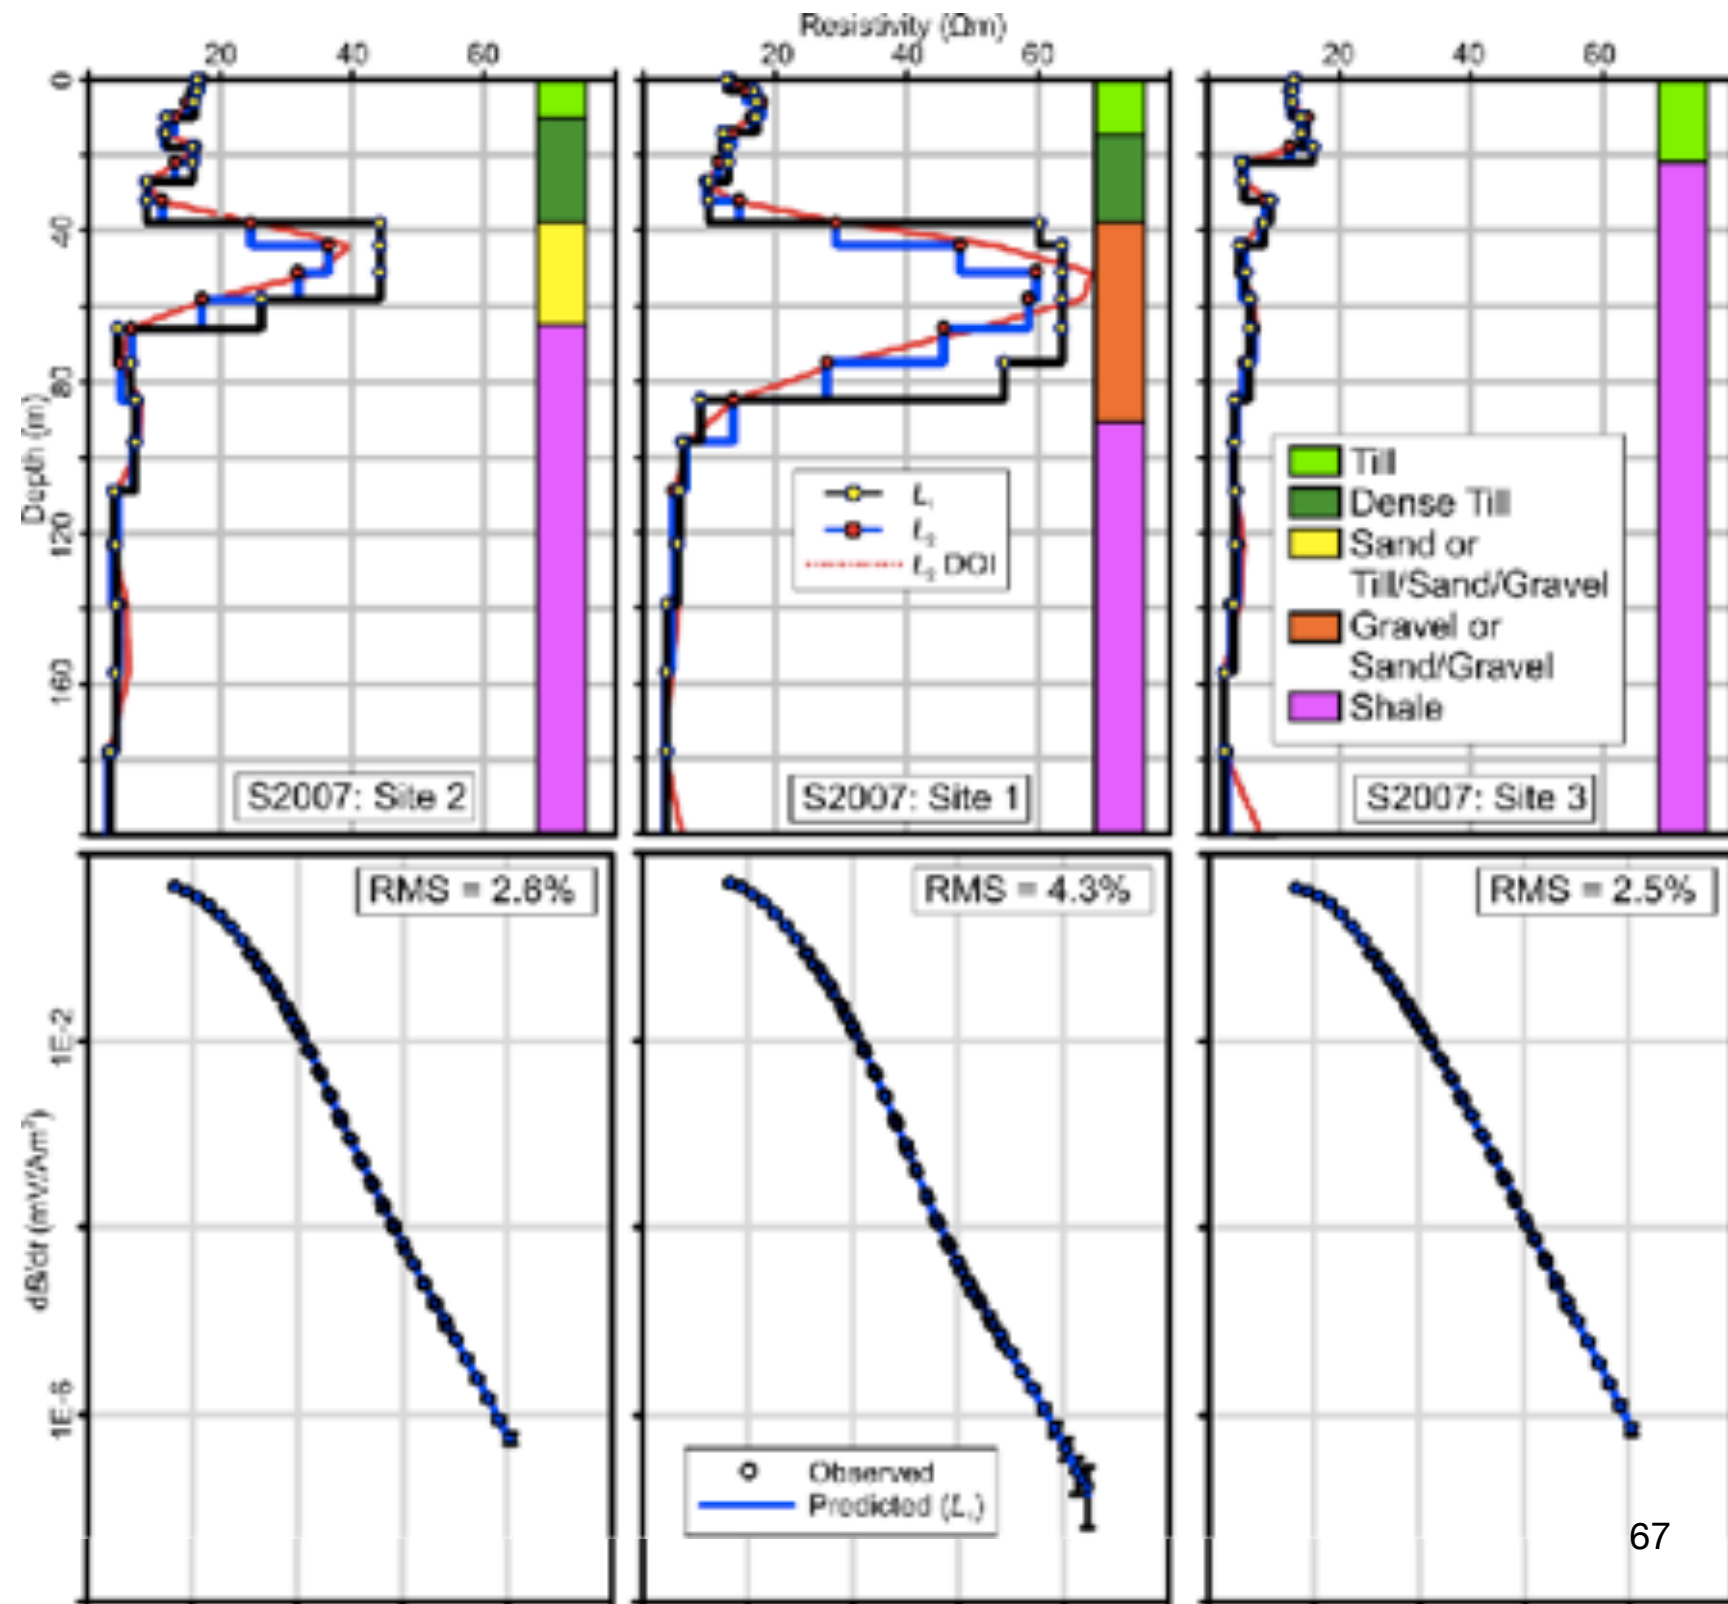 Resistivity (Ωm)
20 40 60 20 40 60 20 40 60
0
40
80
120
160
Depth (m)
L₁
L₂
L₂ DOI
Till
Dense Till
Sand or
Till/Sand/Gravel
Gravel or
Sand/Gravel
Shale
S2007: Site 2
S2007: Site 1
S2007: Site 3
RMS = 2.6%
RMS = 4.3%
RMS = 2.5%
1E-2
1E-6
dB/dt (mV/Am²)
Observed
Predicted (L₁)
67